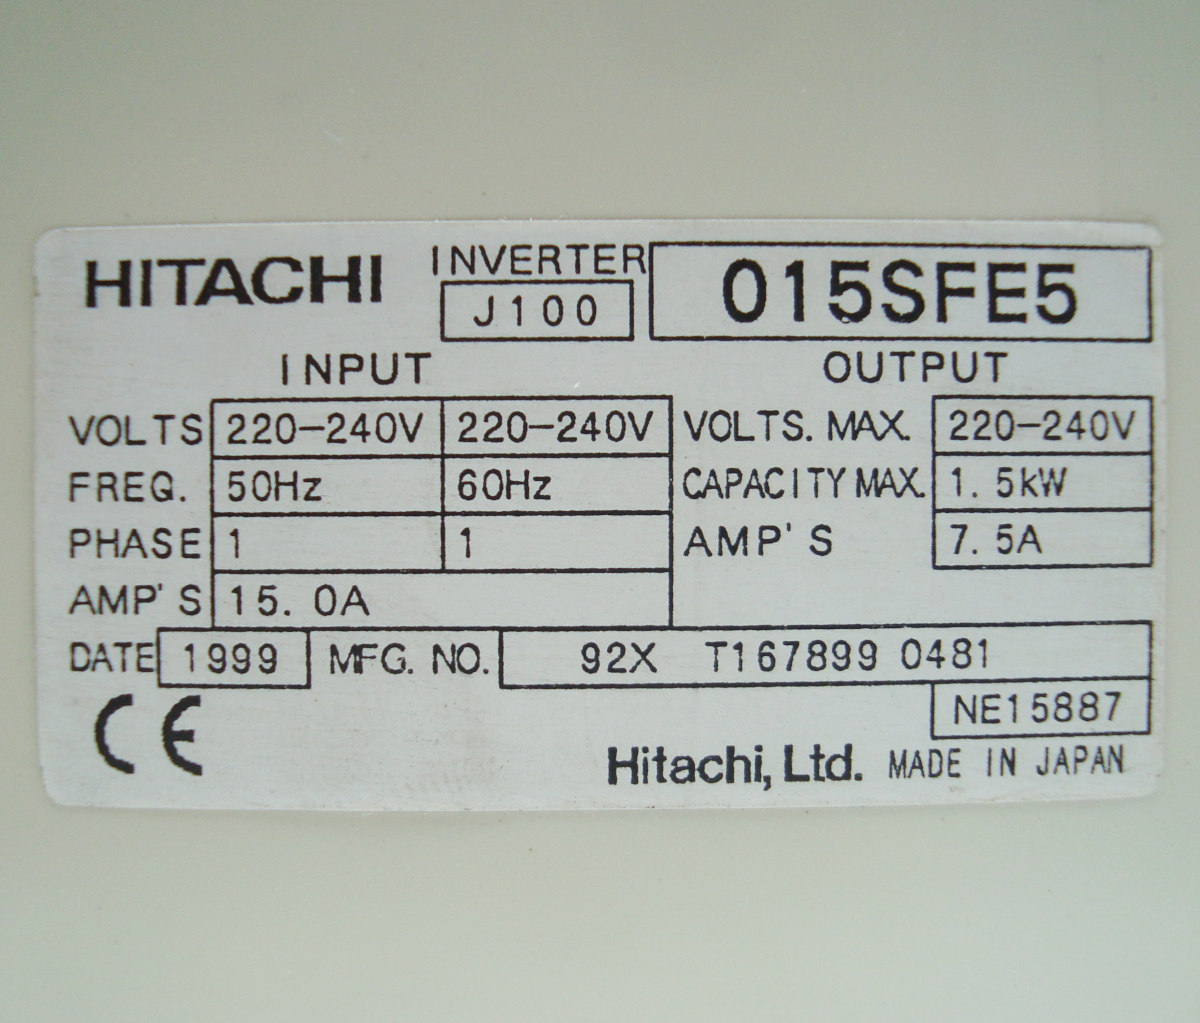 HITACHI INVERTER J100 015SFE5
INPUT OUTPUT
VOLTS 220-240V 220-240V VOLTS. MAX. 220-240V
FREQ. 50Hz 60Hz CAPACITY MAX. 1.5kW
PHASE 1 1 AMP'S 7.5A
AMP'S 15.0A
DATE 1999 MFG. NO. 92X T167899 0481
CE NE15887
Hitachi, Ltd. MADE IN JAPAN